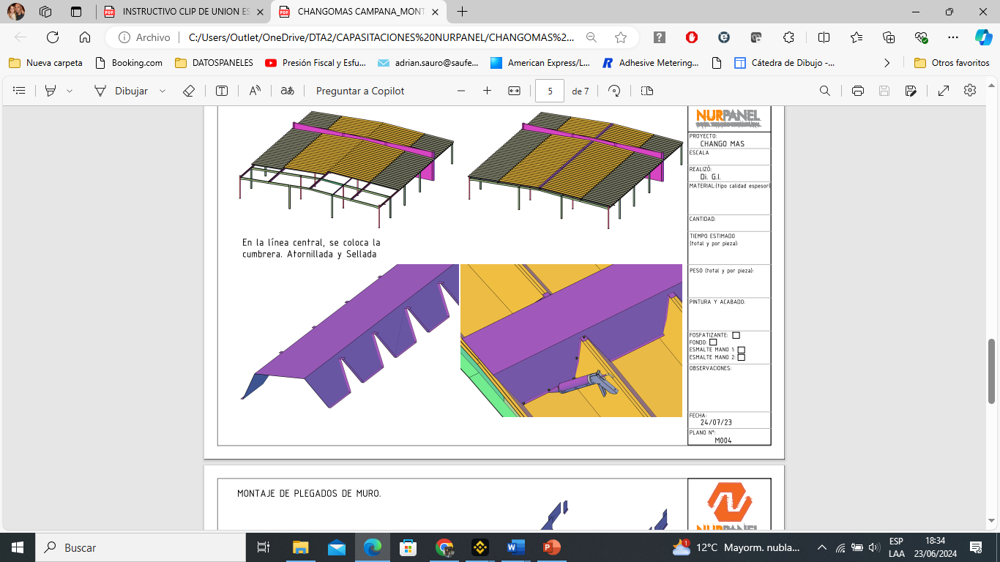 INSTRUCTIVO CLIP DE UNION ES
CHANGOMAS CAMPANA_MONT
Archivo
C:/Users/Outlet/OneDrive/DTA2/CAPASITACIONES%20NURPANEL/CHANGOMAS%2...
Nueva carpeta
Booking.com
DATOSPANELES
Presión Fiscal y Esfu...
adrian.sauro@saufe...
American Express/L...
Adhesive Metering...
Cátedra de Dibujo -...
Otros favoritos
Dibujar
Preguntar a Copilot
5
de 7
NURPANEL
PROYECTO:
CHANGO MAS
ESCALA
REALIZÓ:
Di. G.I.
MATERIAL:(tipo calidad espesor)
CANTIDAD:
TIEMPO ESTIMADO
(total y por pieza):
PESO (total y por pieza):
PINTURA Y ACABADO:
FOSFATIZANTE:
FONDO:
ESMALTE MANO 1:
ESMALTE MANO 2:
OBSERVACIONES:
FECHA:
24/07/23
PLANO N°:
M004
En la línea central, se coloca la
cumbrera. Atornillada y Sellada
MONTAJE DE PLEGADOS DE MURO.
NURPANEL
Buscar
12°C Mayorm. nubla...
ESP
LAA
18:34
23/06/2024